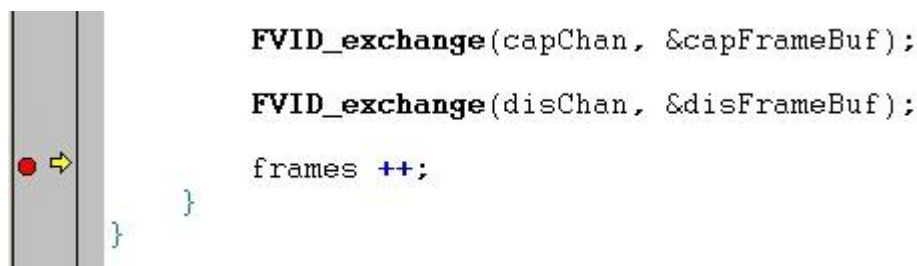 FVID_exchange(capChan, &capFrameBuf);
FVID_exchange(disChan, &disFrameBuf);
frames ++;
}
}